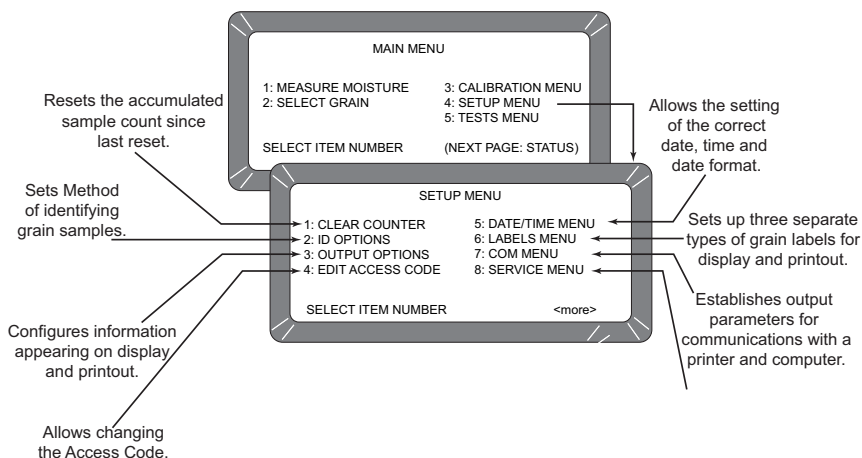 MAIN MENU
1: MEASURE MOISTURE
2: SELECT GRAIN
3: CALIBRATION MENU
4: SETUP MENU
5: TESTS MENU
SELECT ITEM NUMBER
(NEXT PAGE: STATUS)
SETUP MENU
1: CLEAR COUNTER
2: ID OPTIONS
3: OUTPUT OPTIONS
4: EDIT ACCESS CODE
5: DATE/TIME MENU
6: LABELS MENU
7: COM MENU
8: SERVICE MENU
SELECT ITEM NUMBER
<more>
Resets the accumulated
sample count since
last reset.
Sets Method
of identifying
grain samples.
Configures information
appearing on display
and printout.
Allows changing
the Access Code.
Allows the setting
of the correct
date, time and
date format.
Sets up three separate
types of grain labels for
display and printout.
Establishes output
parameters for
communications with a
printer and computer.